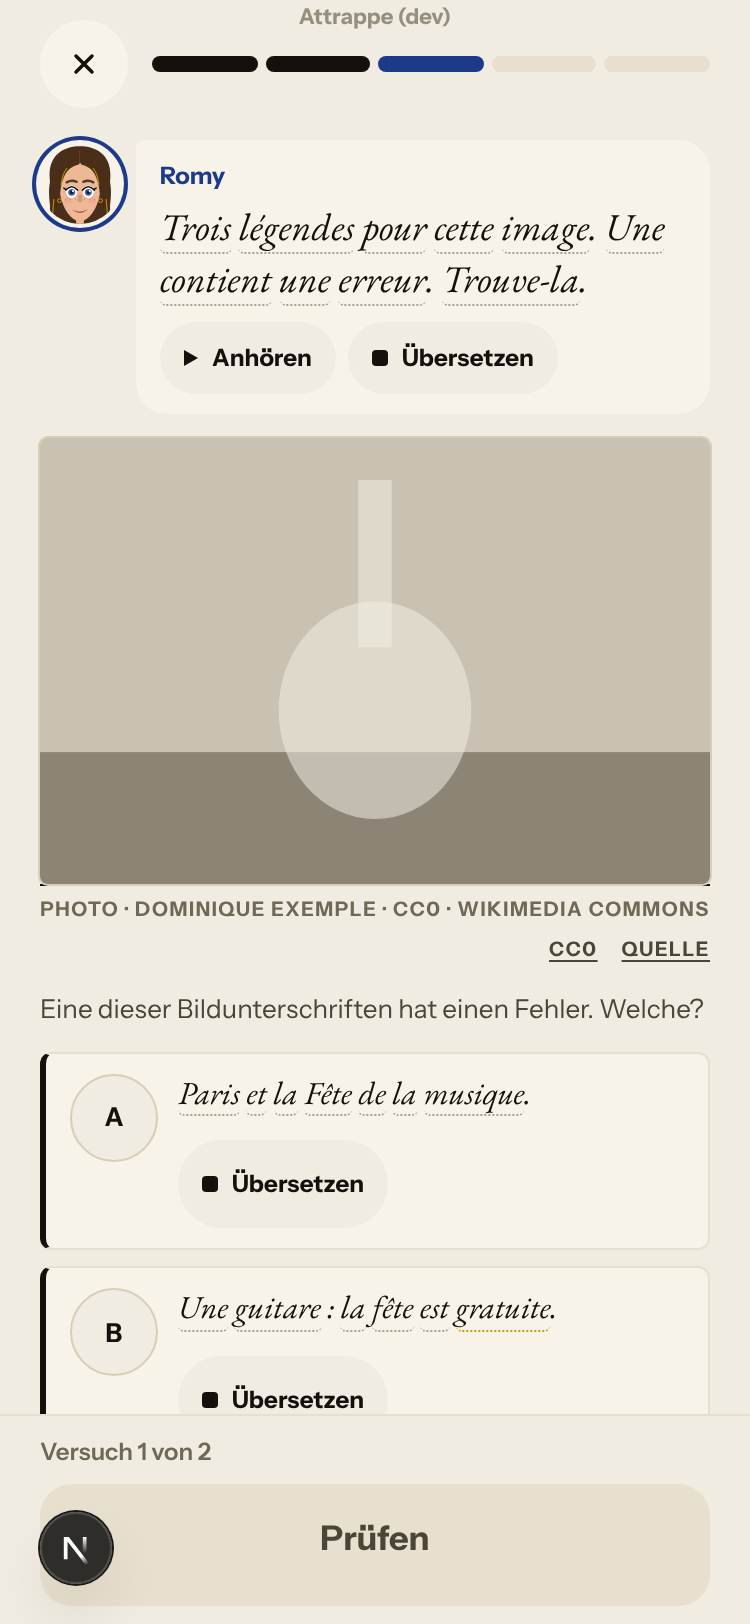 Attrappe (dev)
Romy
Trois légendes pour cette image. Une
contient une erreur. Trouve-la.
Anhören
Übersetzen
PHOTO · DOMINIQUE EXEMPLE · CC0 · WIKIMEDIA COMMONS
CC0 QUELLE
Eine dieser Bildunterschriften hat einen Fehler. Welche?
A
Paris et la Fête de la musique.
Übersetzen
B
Une guitare : la fête est gratuite.
Übersetzen
Versuch 1 von 2
Prüfen
N